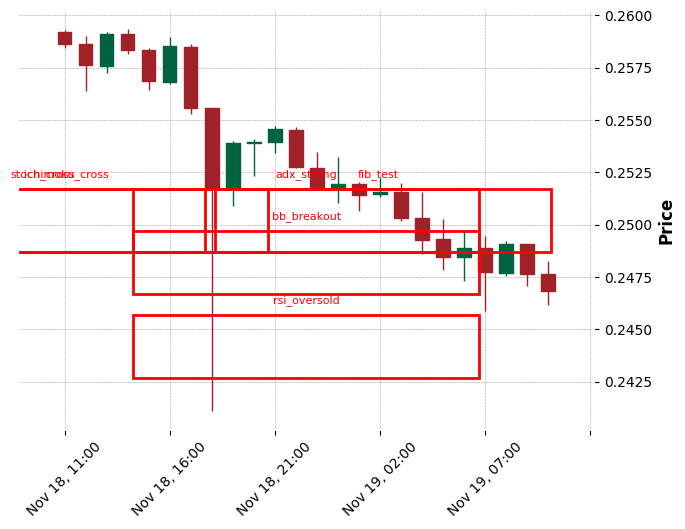 0.2600
0.2575
0.2550
0.2525
0.2500
0.2475
0.2450
0.2425
Price
adx_strong
fib_test
bb_breakout
rsi_oversold
Nov 18, 11:00
Nov 18, 16:00
Nov 18, 21:00
Nov 19, 02:00
Nov 19, 07:00